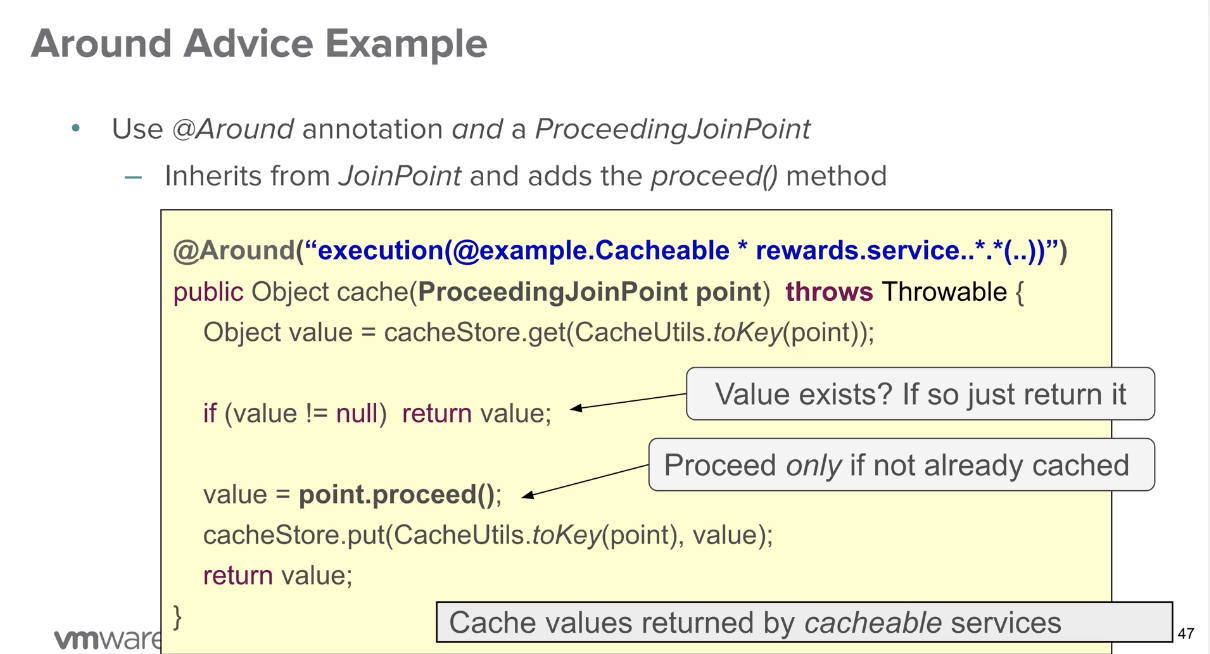 Around Advice Example
• Use @Around annotation and a ProceedingJoinPoint
– Inherits from JoinPoint and adds the proceed() method
@Around(“execution(@example.Cacheable * rewards.service..*.*(..))”)
public Object cache(ProceedingJoinPoint point) throws Throwable {
Object value = cacheStore.get(CacheUtils.toKey(point));
Value exists? If so just return it
if (value != null) return value;
Proceed only if not already cached
value = point.proceed();
cacheStore.put(CacheUtils.toKey(point), value);
return value;
}
Cache values returned by cacheable services
vmware
47